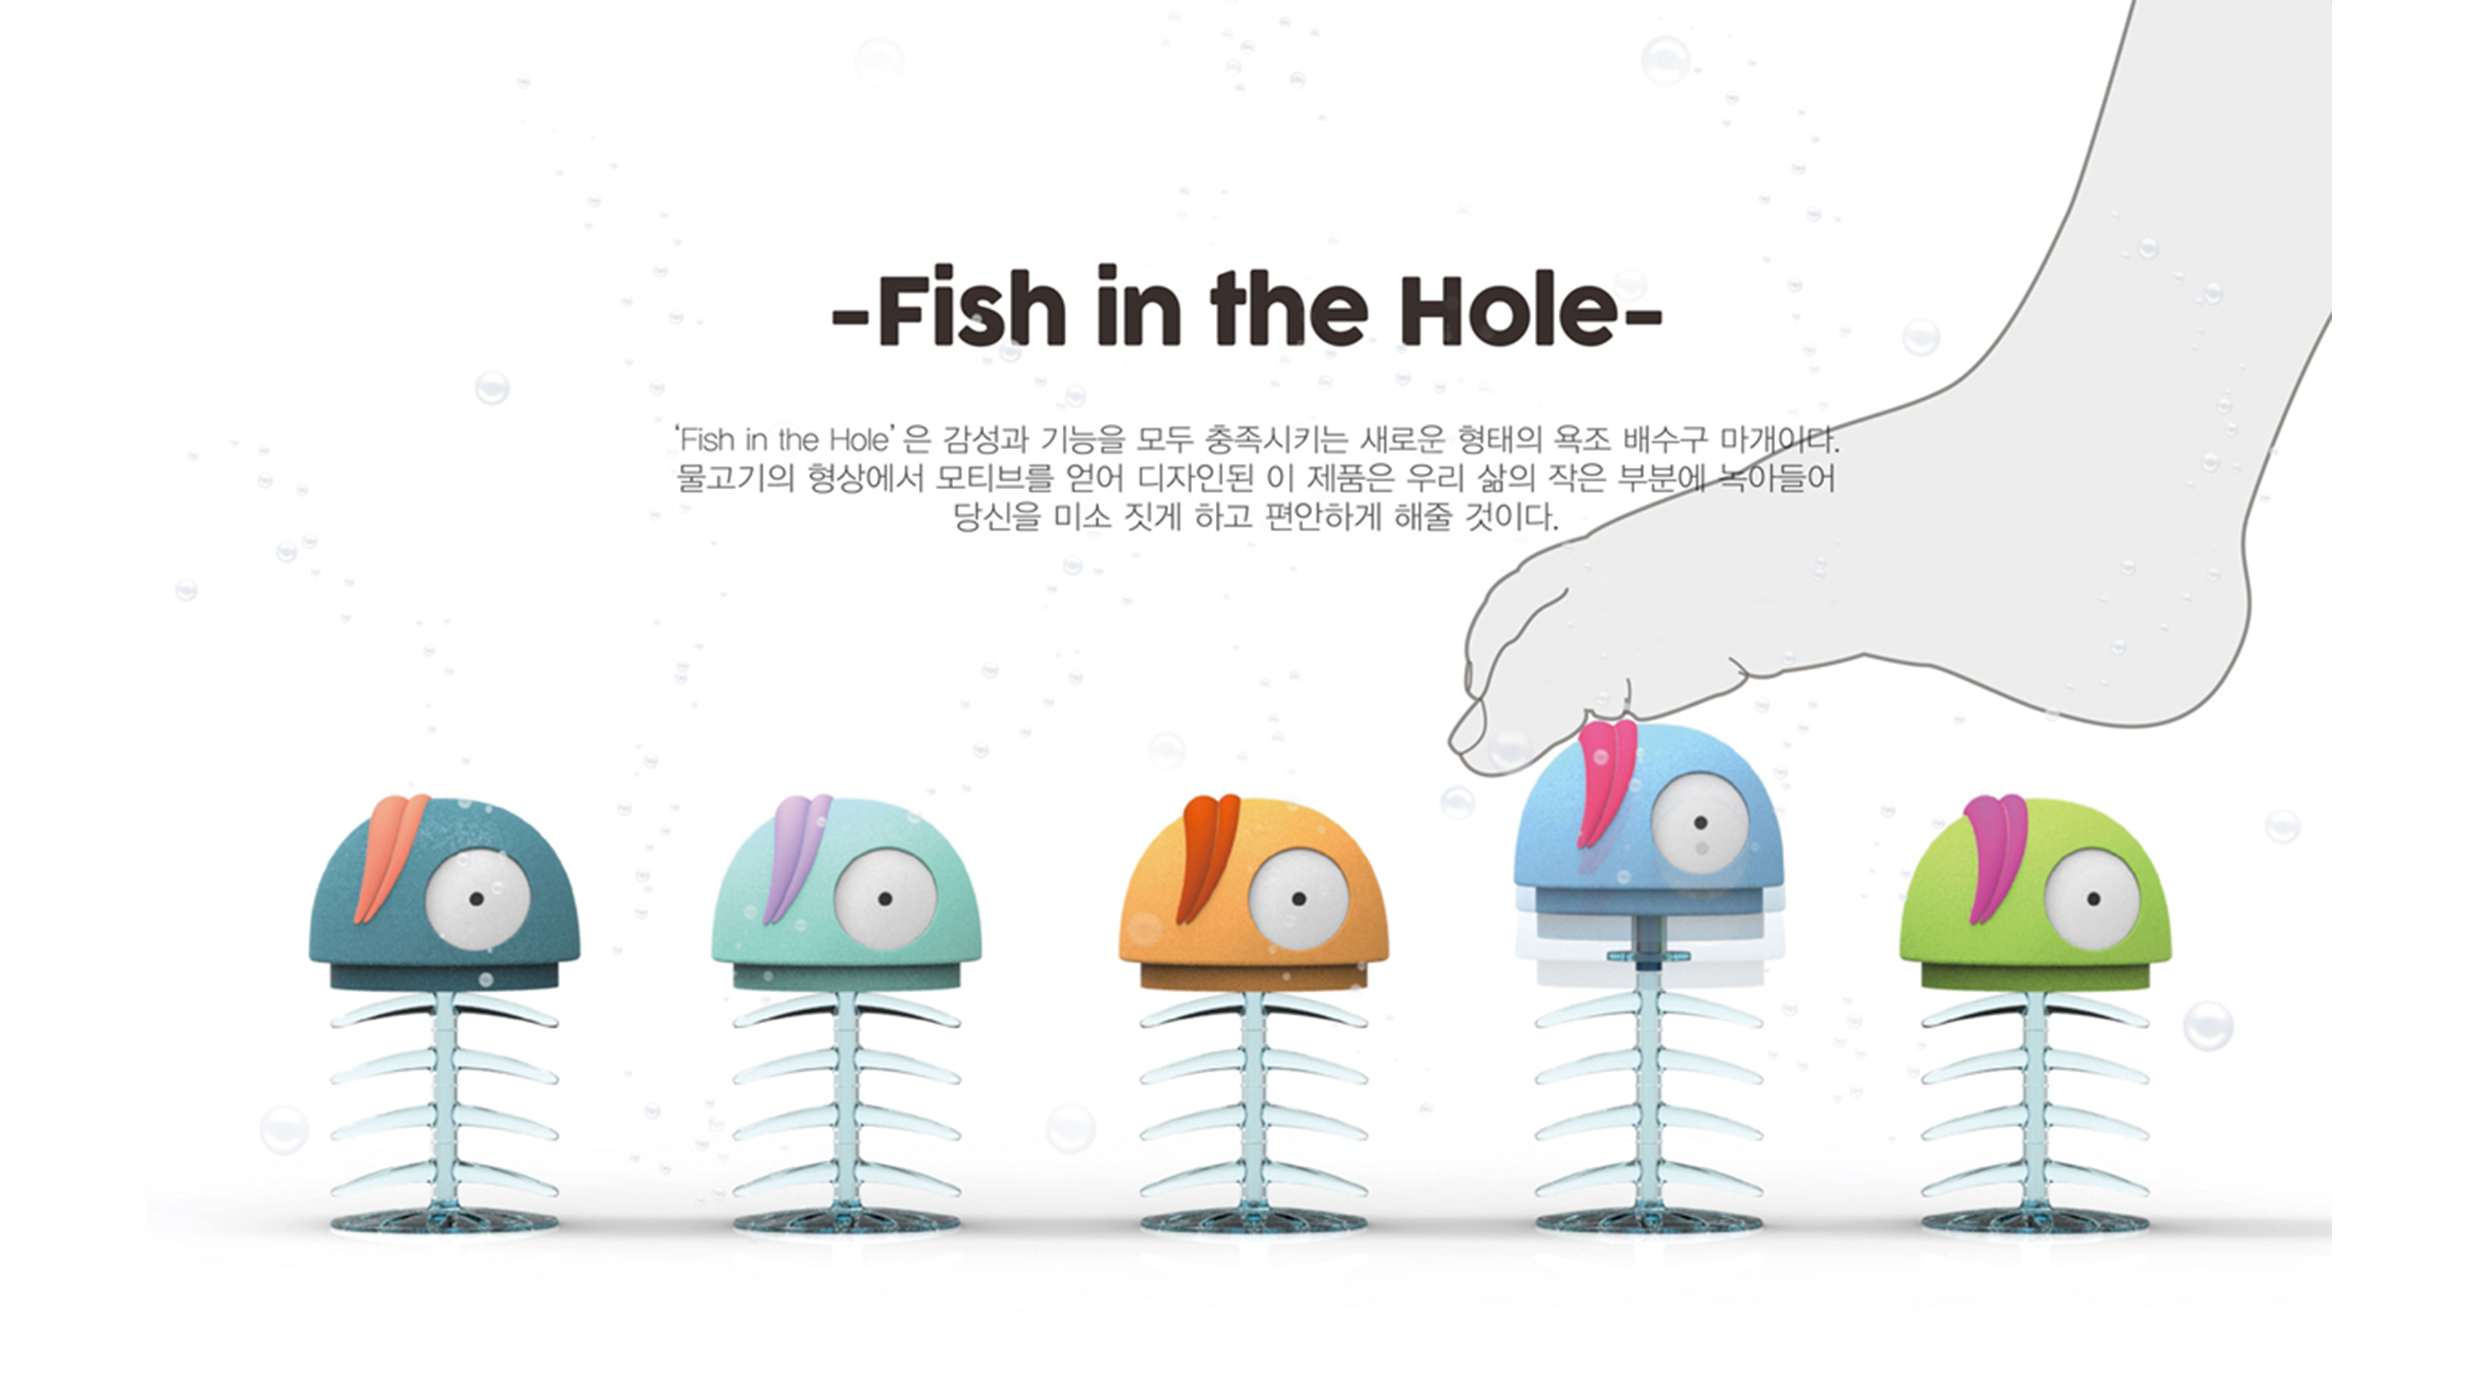 -Fish in the Hole-
‘Fish in the Hole’은 감성과 기능을 모두 충족시키는 새로운 형태의 욕조 배수구 마개이다.
물고기의 형상에서 모티브를 얻어 디자인된 이 제품은 우리 삶의 작은 부분에 녹아들어
당신을 미소 짓게 하고 편안하게 해줄 것이다.